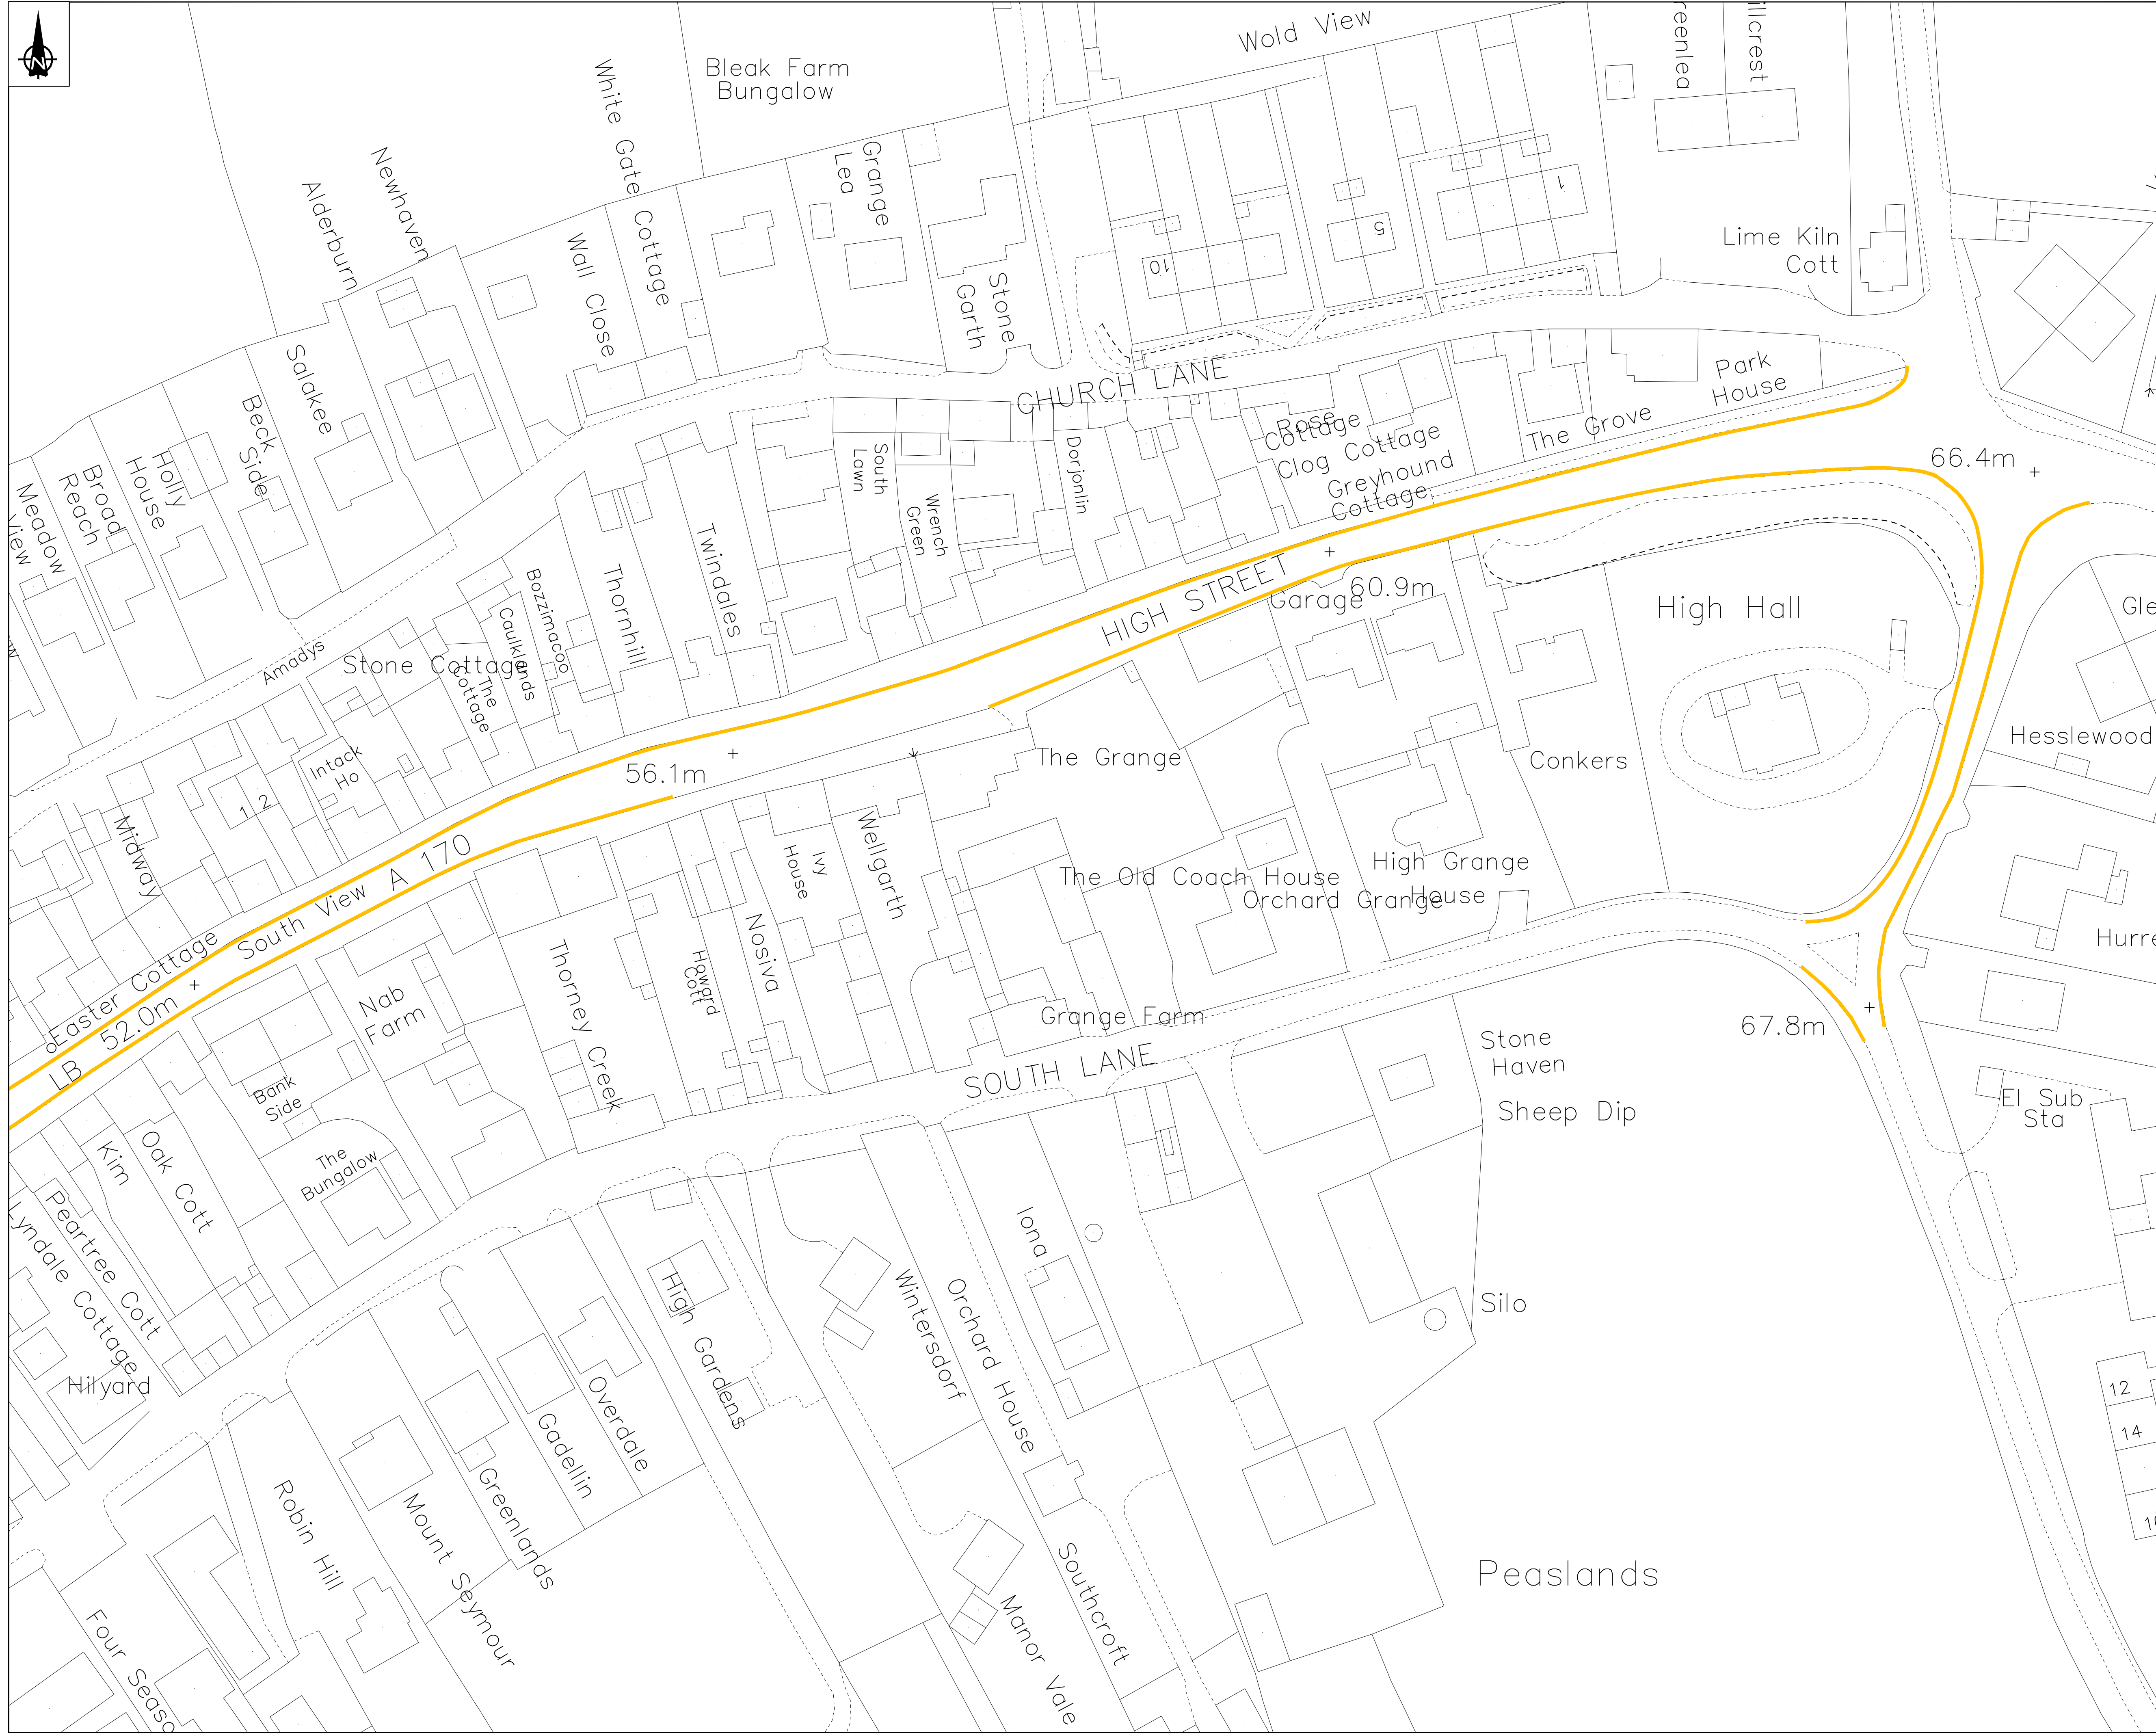 N
Wold View
Bleak Farm
Bungalow
White Gate
Cottage
Newhaven
Alderburn
Grange
Lea
Wall Close
Stone
Garth
10
5
1
Lime Kiln
Cott
Salakee
Beck
Side
Holly
House
Broad
Reach
Meadow
View
CHURCH LANE
Park
House
The Grove
Rose
Cottage
Clog Cottage
Greyhound
Cottage
Dorjonlin
South
Lawn
Wrench
Green
66.4m
Twindales
Thornhill
Bozzimacoo
Caulklands
The
Cottage
Stone Cottage
Amadys
HIGH STREET
Garage
60.9m
High Hall
Intack
Ho
1 2
Midway
56.1m
The Grange
Conkers
Hesslewood
South View
A 170
Ivy
House
Wellgarth
The Old Coach House
Orchard Grange
High Grange
House
Easter Cottage
LB
52.0m
Nab
Farm
Thorney Creek
Howard
Cott
Nosiva
Grange Farm
SOUTH LANE
Stone
Haven
Sheep Dip
67.8m
El Sub
Sta
Bank
Side
The
Bungalow
Kim
Oak Cott
Peartree Cott
Lyndale Cottage
Hilyard
Iona
Silo
High Gardens
Wintersdorf
Orchard House
Overdale
Gadellin
Greenlands
Mount Seymour
Robin Hill
Four Seaso
Southcroft
Manor Vale
Peaslands
12
14